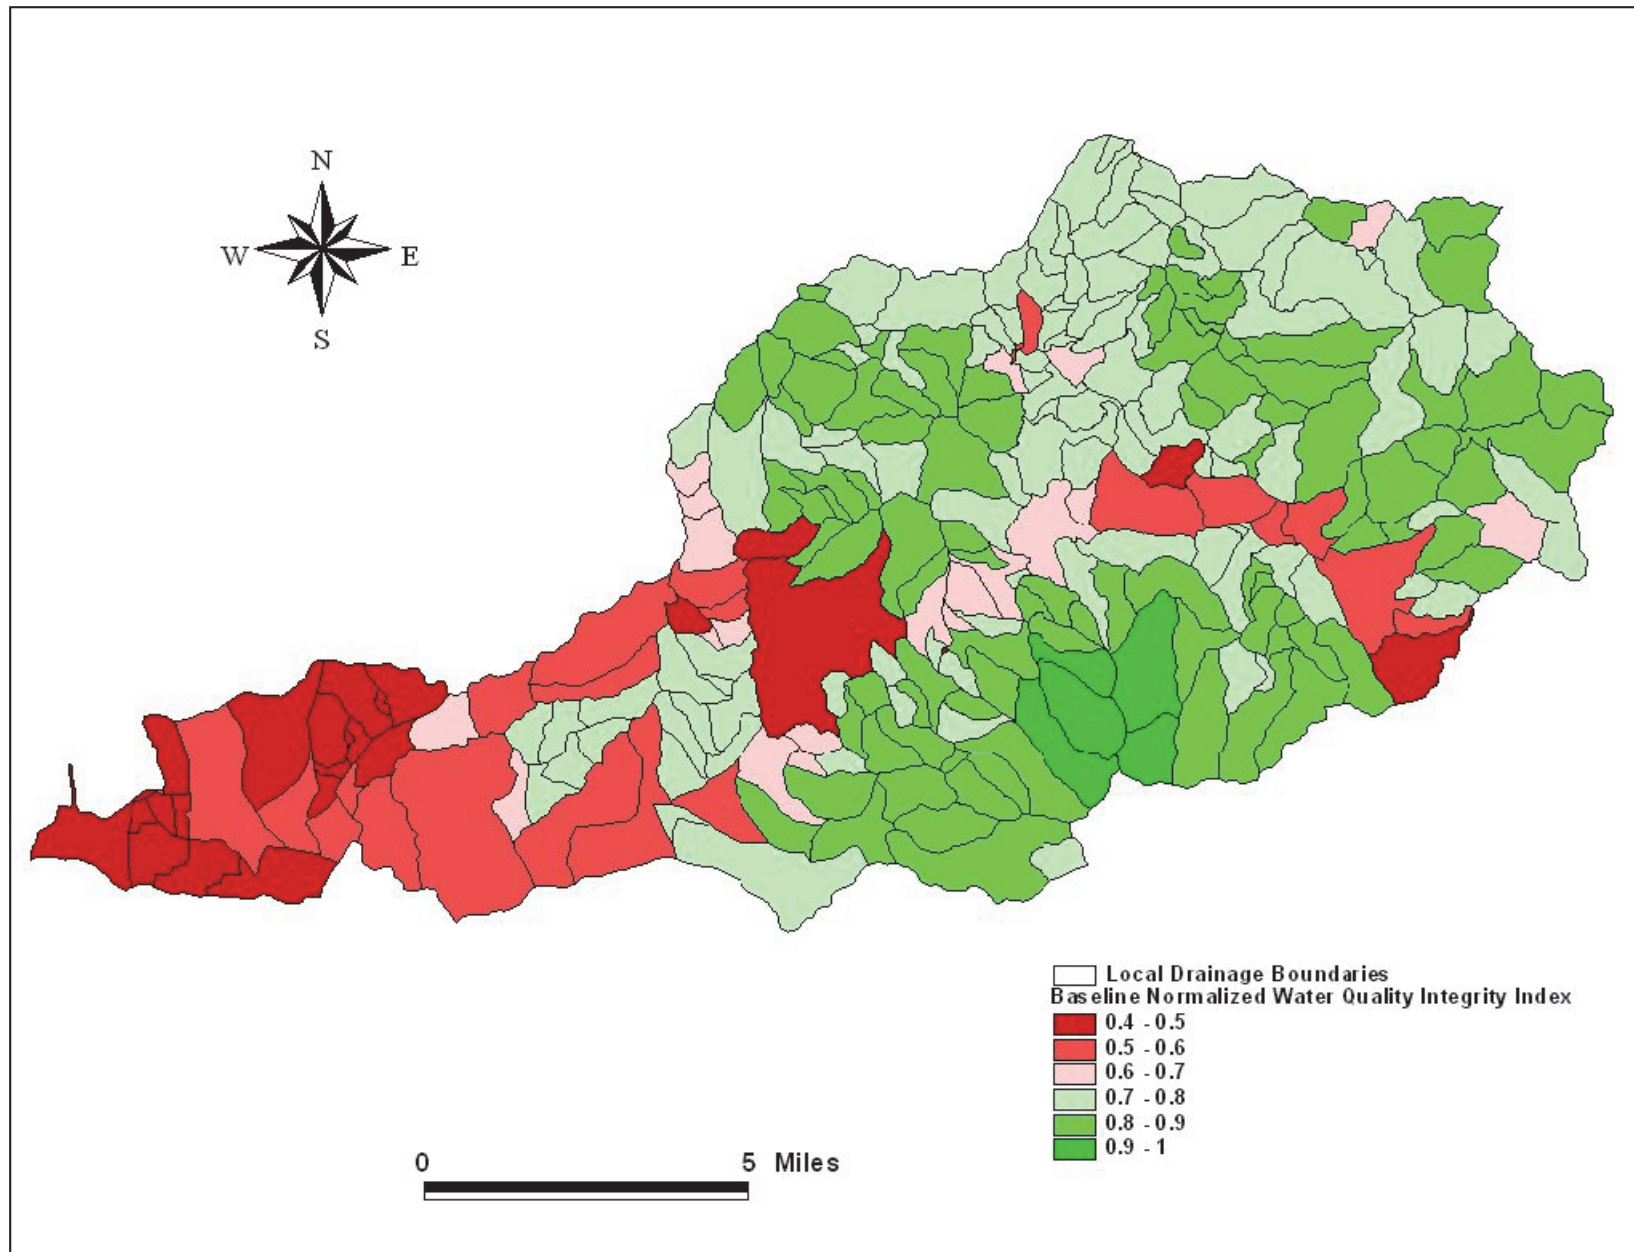 N
W E
S
Local Drainage Boundaries
Baseline Normalized Water Quality Integrity Index
0.4 - 0.5
0.5 - 0.6
0.6 - 0.7
0.7 - 0.8
0.8 - 0.9
0.9 - 1
0 5 Miles